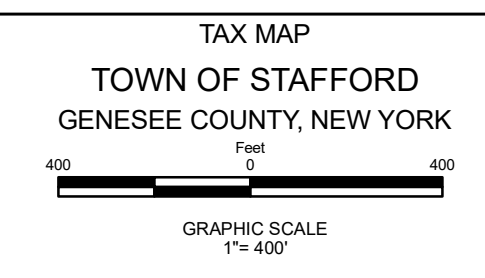 TAX MAP
TOWN OF STAFFORD
GENESEE COUNTY, NEW YORK
Feet
400 0 400
GRAPHIC SCALE
1"= 400'